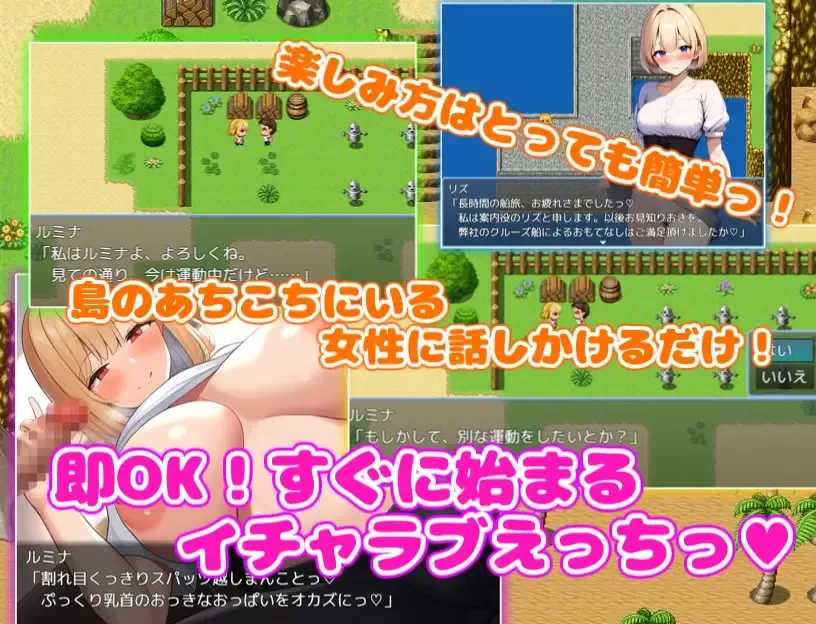 楽しみ方はとっても簡単っ！
リズ
「長時間の船旅、お疲れさまでしたっ♡
私は案内役のリズと申します。以後お見知りおきを。
弊社のクルーズ船によるおもてなしはご満足頂けましたか♡」
ルミナ
「私はルミナよ、よろしくね。
見ての通り、今は運動中だけど……」
島のあちこちにいる
女性に話しかけるだけ！
はい
いいえ
ルミナ
「もしかして、別な運動をしたいとか？」
即OK！すぐに始まる
イチャラブえっちっ♥
ルミナ
「割れ目くっきりスパッツ越しまんことっ♡
ぷっくり乳首のおっきなおっぱいをオカズにっ♡」